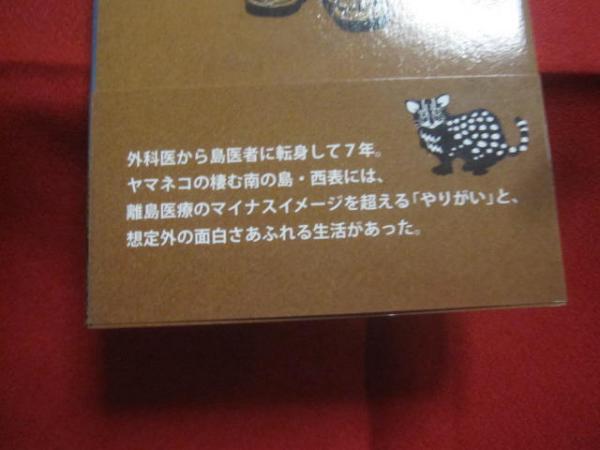 外科医から島医者に転身して７年。
ヤマネコの棲む南の島・西表には、
離島医療のマイナスイメージを超える「やりがい」と、
想定外の面白さあふれる生活があった。